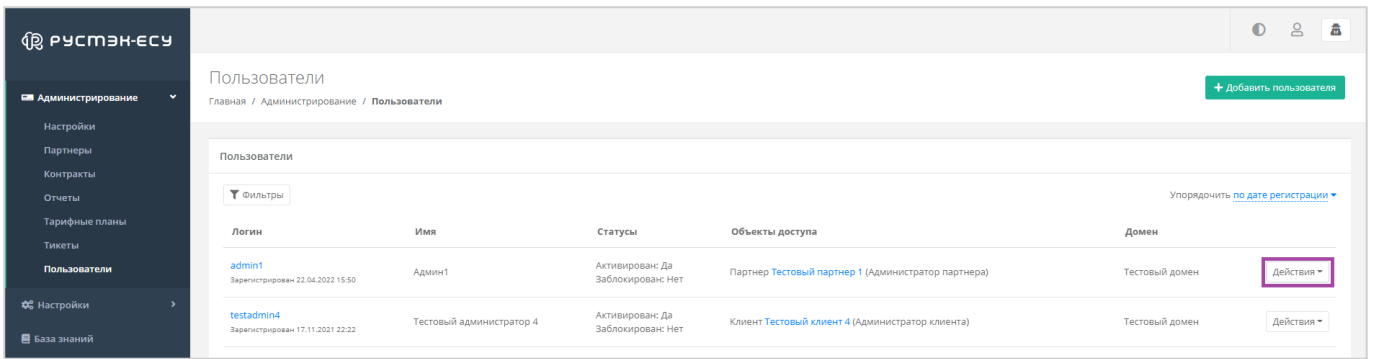 РУСТЭК-ЕСУ
Администрирование
Настройки
Партнеры
Контракты
Отчеты
Тарифные планы
Тикеты
Пользователи
Настройки
База знаний
Пользователи
Главная / Администрирование / Пользователи
+ Добавить пользователя
Пользователи
Фильтры
Упорядочить по дате регистрации
Логин Имя Статусы Объекты доступа Домен
admin1
Зарегистрирован 22.04.2022 15:50
Админ1
Активирован: Да
Заблокирован: Нет
Партнер Тестовый партнер 1 (Администратор партнера)
Тестовый домен
Действия
testadmin4
Зарегистрирован 17.11.2021 22:22
Тестовый администратор 4
Активирован: Да
Заблокирован: Нет
Клиент Тестовый клиент 4 (Администратор клиента)
Тестовый домен
Действия